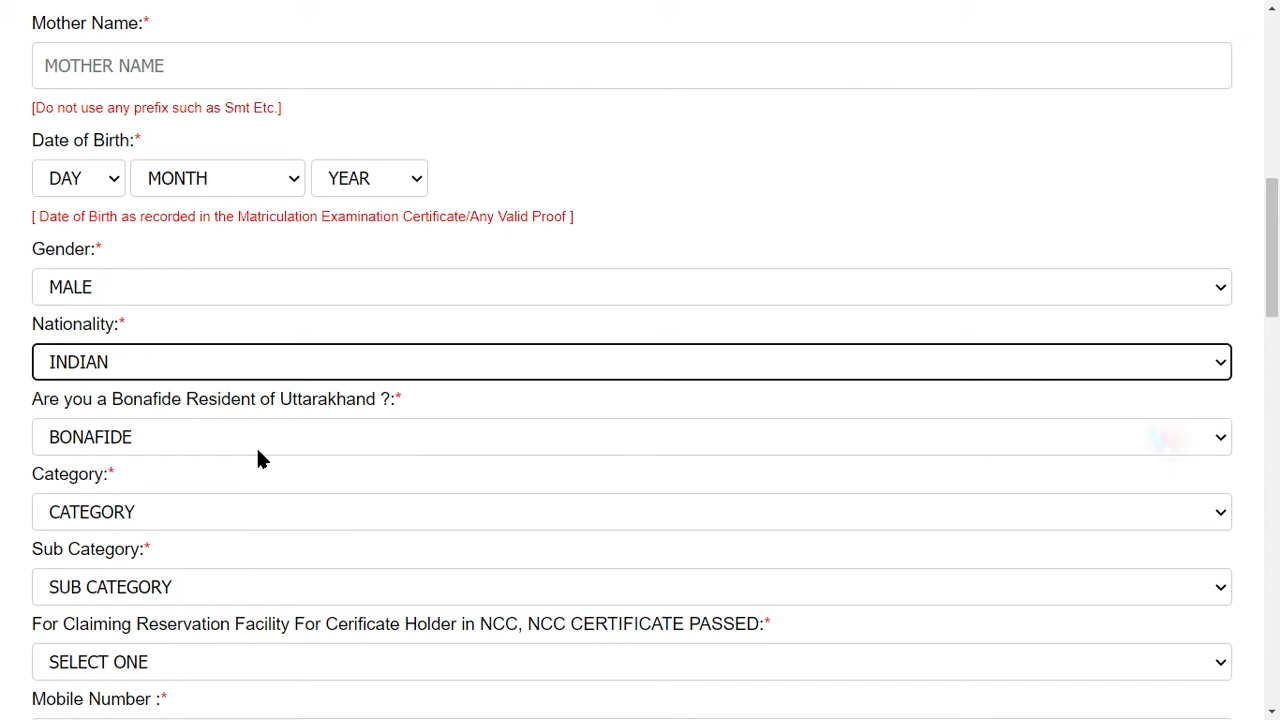 Mother Name:*
MOTHER NAME
[Do not use any prefix such as Smt Etc.]
Date of Birth:*
DAY MONTH YEAR
[ Date of Birth as recorded in the Matriculation Examination Certificate/Any Valid Proof ]
Gender:*
MALE
Nationality:*
INDIAN
Are you a Bonafide Resident of Uttarakhand ?:*
BONAFIDE
Category:*
CATEGORY
Sub Category:*
SUB CATEGORY
For Claiming Reservation Facility For Cerificate Holder in NCC, NCC CERTIFICATE PASSED:*
SELECT ONE
Mobile Number :*